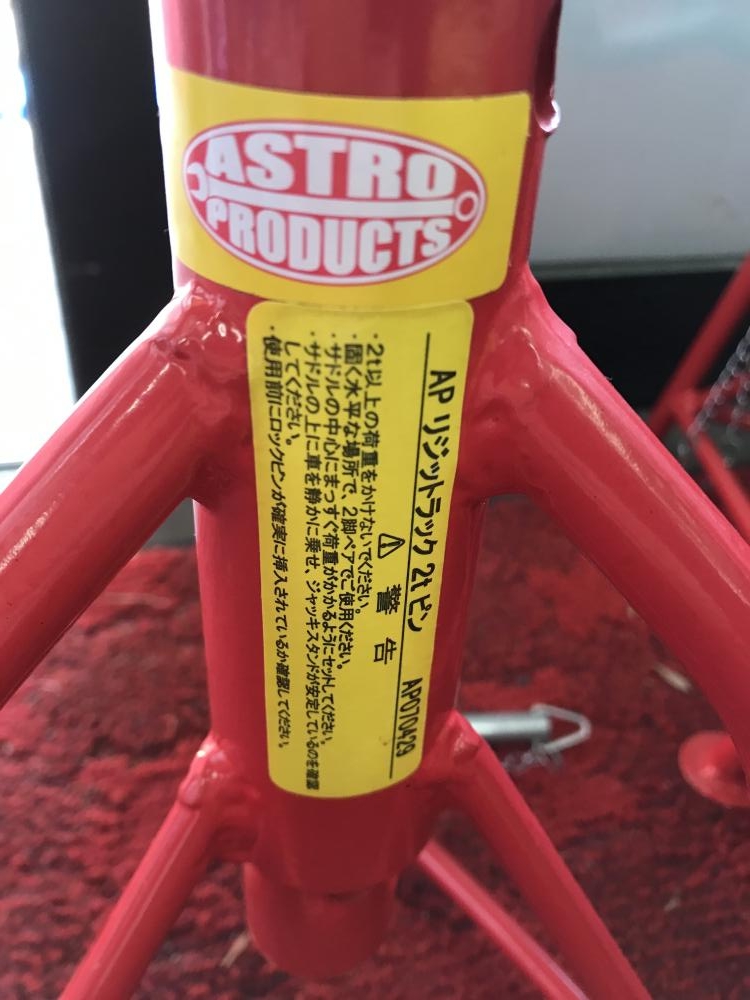 ASTRO
PRODUCTS
AP リジットラック 2t ピン AP070429
⚠ 警告
・2t以上の荷重をかけないでください。
・固く水平な場所で、2脚ペアでご使用ください。
・サドルの中心にまっすぐ荷重がかかるようにセットしてください。
・サドルの上に車を静かに乗せ、ジャッキスタンドが安定しているのを確認
してください。
・使用前にロックピンが確実に挿入されているか確認してください。